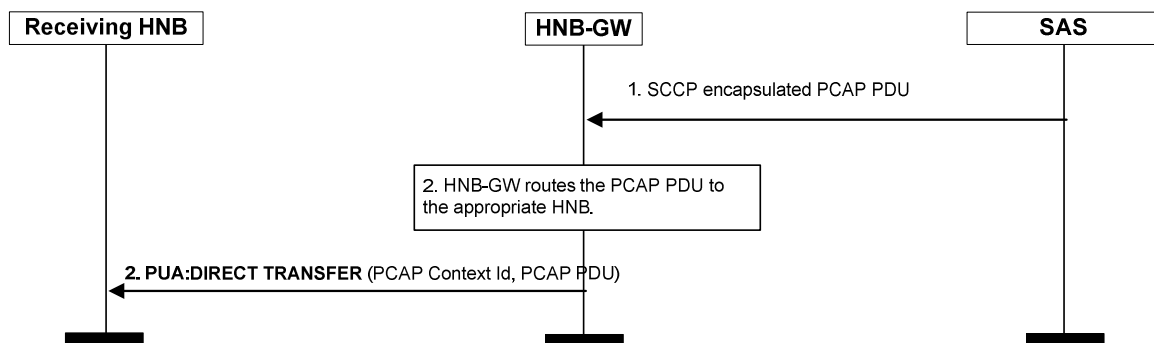 Receiving HNB
HNB-GW
SAS
1. SCCP encapsulated PCAP PDU
2. HNB-GW routes the PCAP PDU to
the appropriate HNB.
2. PUA:DIRECT TRANSFER (PCAP Context Id, PCAP PDU)